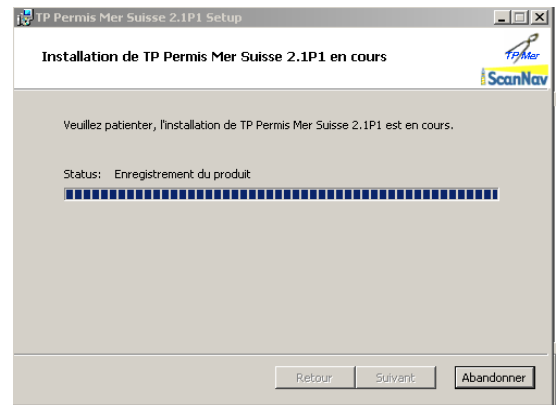 TP Permis Mer Suisse 2.1P1 Setup
Installation de TP Permis Mer Suisse 2.1P1 en cours
TP/Mer
ScanNav
Veuillez patienter, l'installation de TP Permis Mer Suisse 2.1P1 est en cours.
Status: Enregistrement du produit
Retour
Suivant
Abandonner